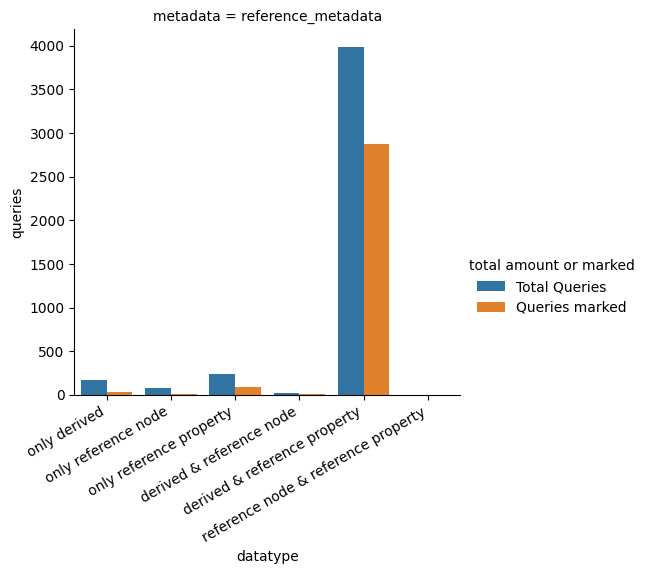 metadata = reference_metadata
4000
3500
3000
2500
2000
1500
1000
500
0
queries
total amount or marked
Total Queries
Queries marked
only derived
only reference node
only reference property
derived & reference node
derived & reference property
reference node & reference property
datatype